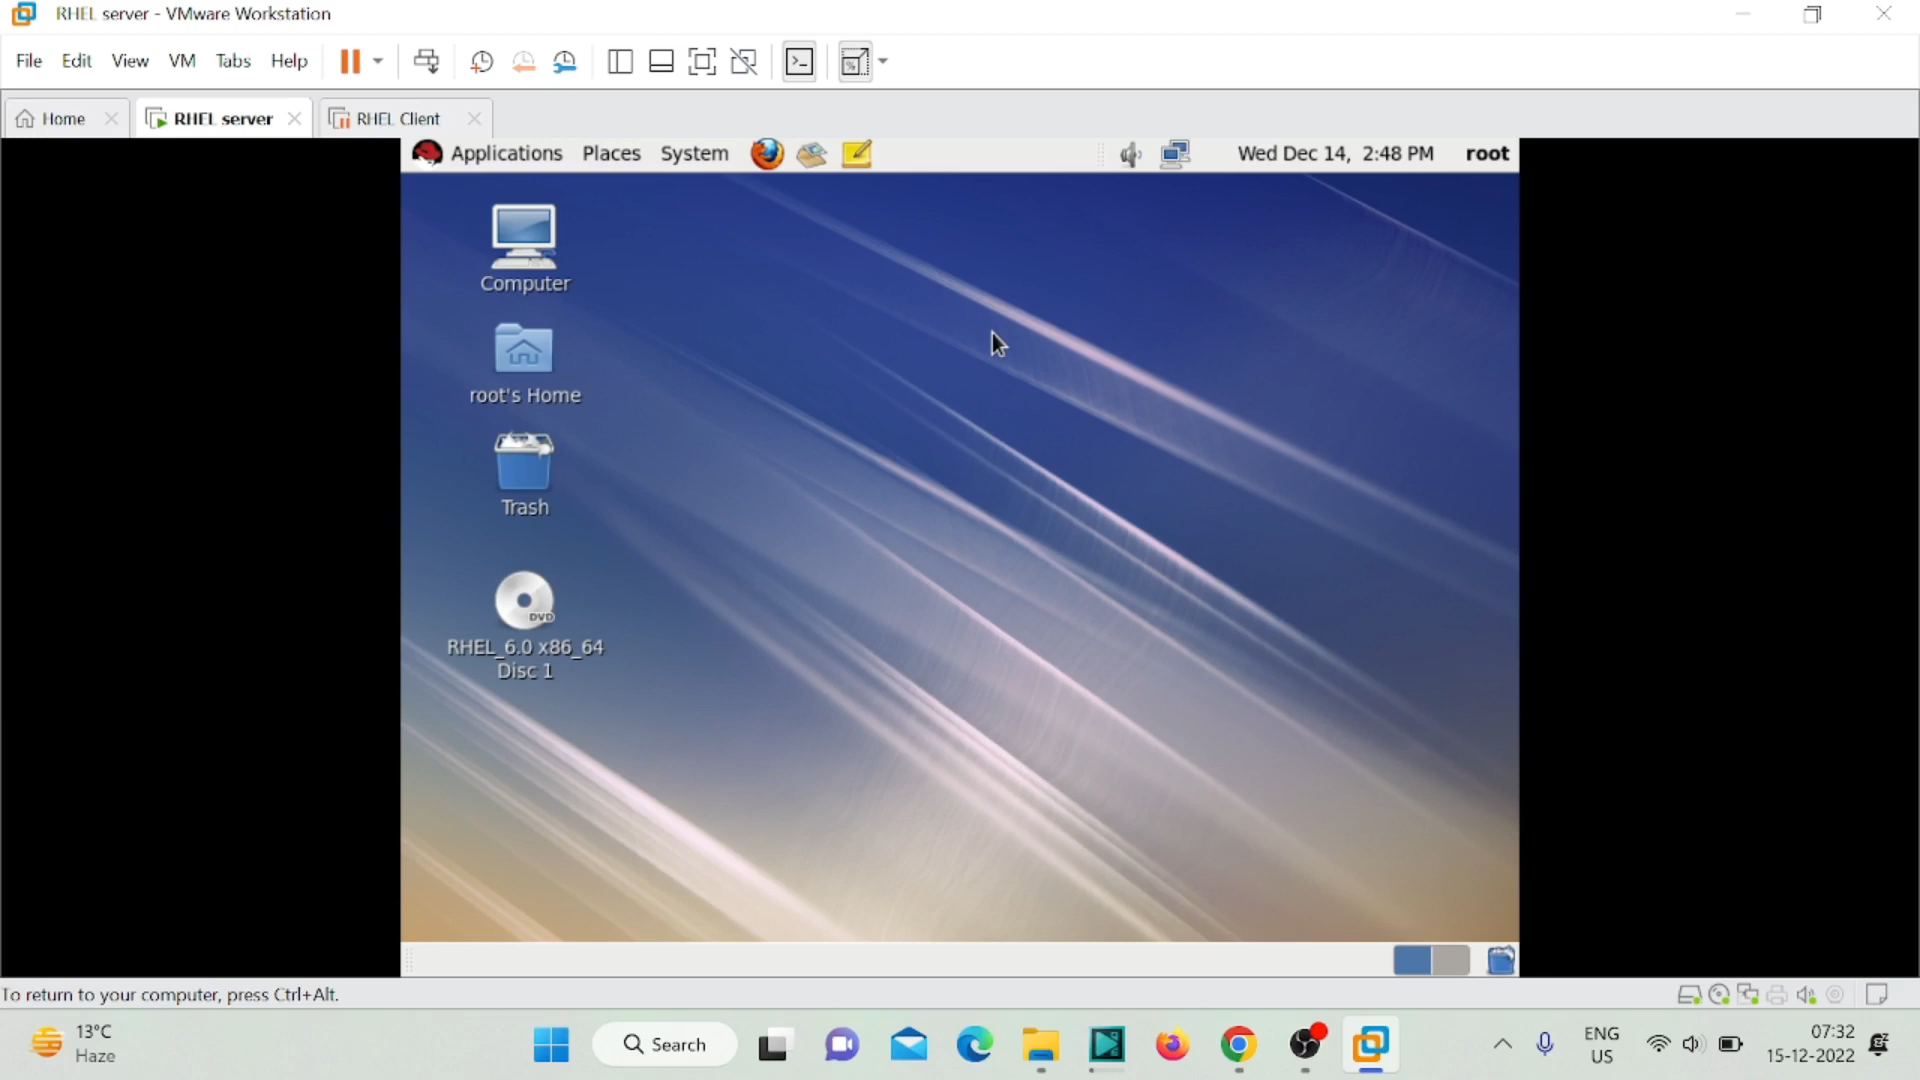 RHEL server - VMware Workstation
File Edit View VM Tabs Help
Home RHEL server RHEL Client
Applications Places System Wed Dec 14, 2:48 PM root
Computer
root's Home
Trash
DVD
RHEL_6.0 x86_64
Disc 1
To return to your computer, press Ctrl+Alt.
13°C
Haze
Search
ENG
US
07:32
15-12-2022